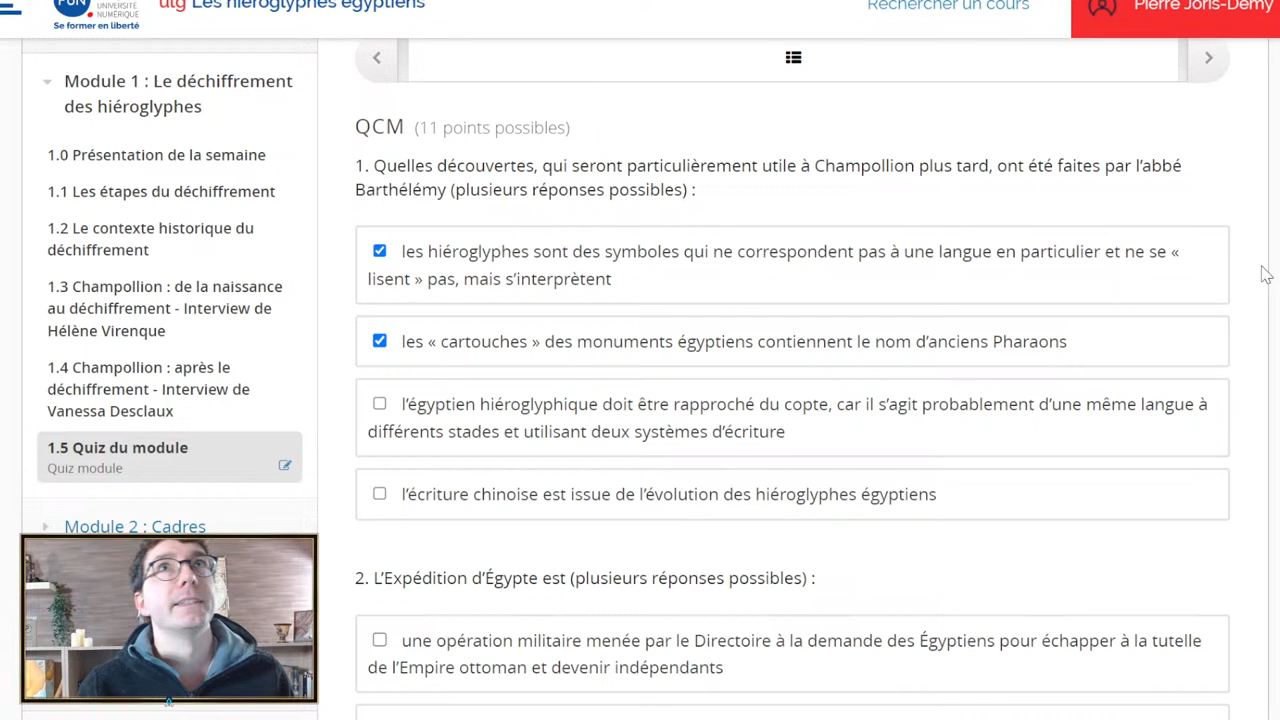 FUN
UNIVERSITÉ
NUMÉRIQUE
Se former en liberté
ulg Les hiéroglyphes égyptiens
Rechercher un cours
Pierre Joris-Demy
Module 1 : Le déchiffrement
des hiéroglyphes
1.0 Présentation de la semaine
1.1 Les étapes du déchiffrement
1.2 Le contexte historique du
déchiffrement
1.3 Champollion : de la naissance
au déchiffrement - Interview de
Hélène Virenque
1.4 Champollion : après le
déchiffrement - Interview de
Vanessa Desclaux
1.5 Quiz du module
Quiz module
Module 2 : Cadres
QCM (11 points possibles)
1. Quelles découvertes, qui seront particulièrement utile à Champollion plus tard, ont été faites par l’abbé
Barthélémy (plusieurs réponses possibles) :
les hiéroglyphes sont des symboles qui ne correspondent pas à une langue en particulier et ne se «
lisent » pas, mais s’interprètent
les « cartouches » des monuments égyptiens contiennent le nom d’anciens Pharaons
l’égyptien hiéroglyphique doit être rapproché du copte, car il s’agit probablement d’une même langue à
différents stades et utilisant deux systèmes d’écriture
l’écriture chinoise est issue de l’évolution des hiéroglyphes égyptiens
2. L’Expédition d’Égypte est (plusieurs réponses possibles) :
une opération militaire menée par le Directoire à la demande des Égyptiens pour échapper à la tutelle
de l’Empire ottoman et devenir indépendants